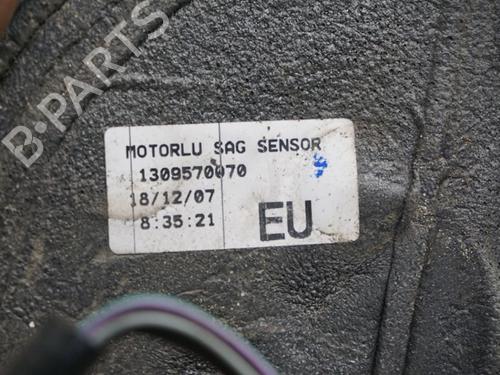 B-PARTS
MOTORLU SAG SENSOR
1309570070
18/12/07
8:35:21
EU